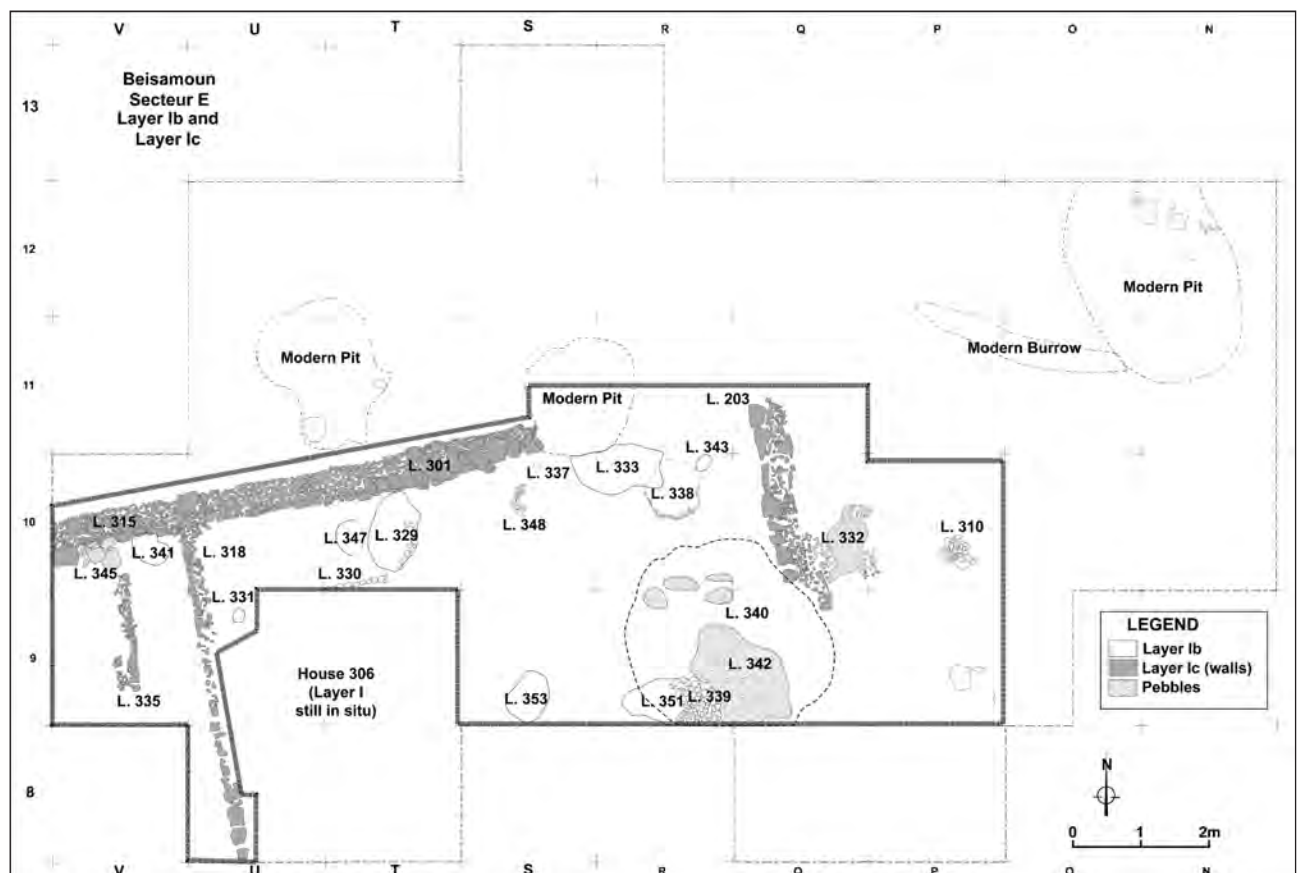 V U T S R Q P O N
Beisamoun
Secteur E
Layer Ib and
Layer Ic
13
12
Modern Pit
Modern Burrow
Modern Pit
11
L. 203
Modern Pit
L. 343
L. 301
L. 337
L. 333
L. 338
10
L. 315
L. 348
L. 310
L. 347
L. 329
L. 332
L. 341
L. 318
L. 345
L. 330
L. 331
L. 340
LEGEND
Layer Ib
Layer Ic (walls)
Pebbles
9
House 306
(Layer I
still in situ)
L. 342
L. 335
L. 353
L. 351
L. 339
N
8
0 1 2m
V U T S R Q P O N